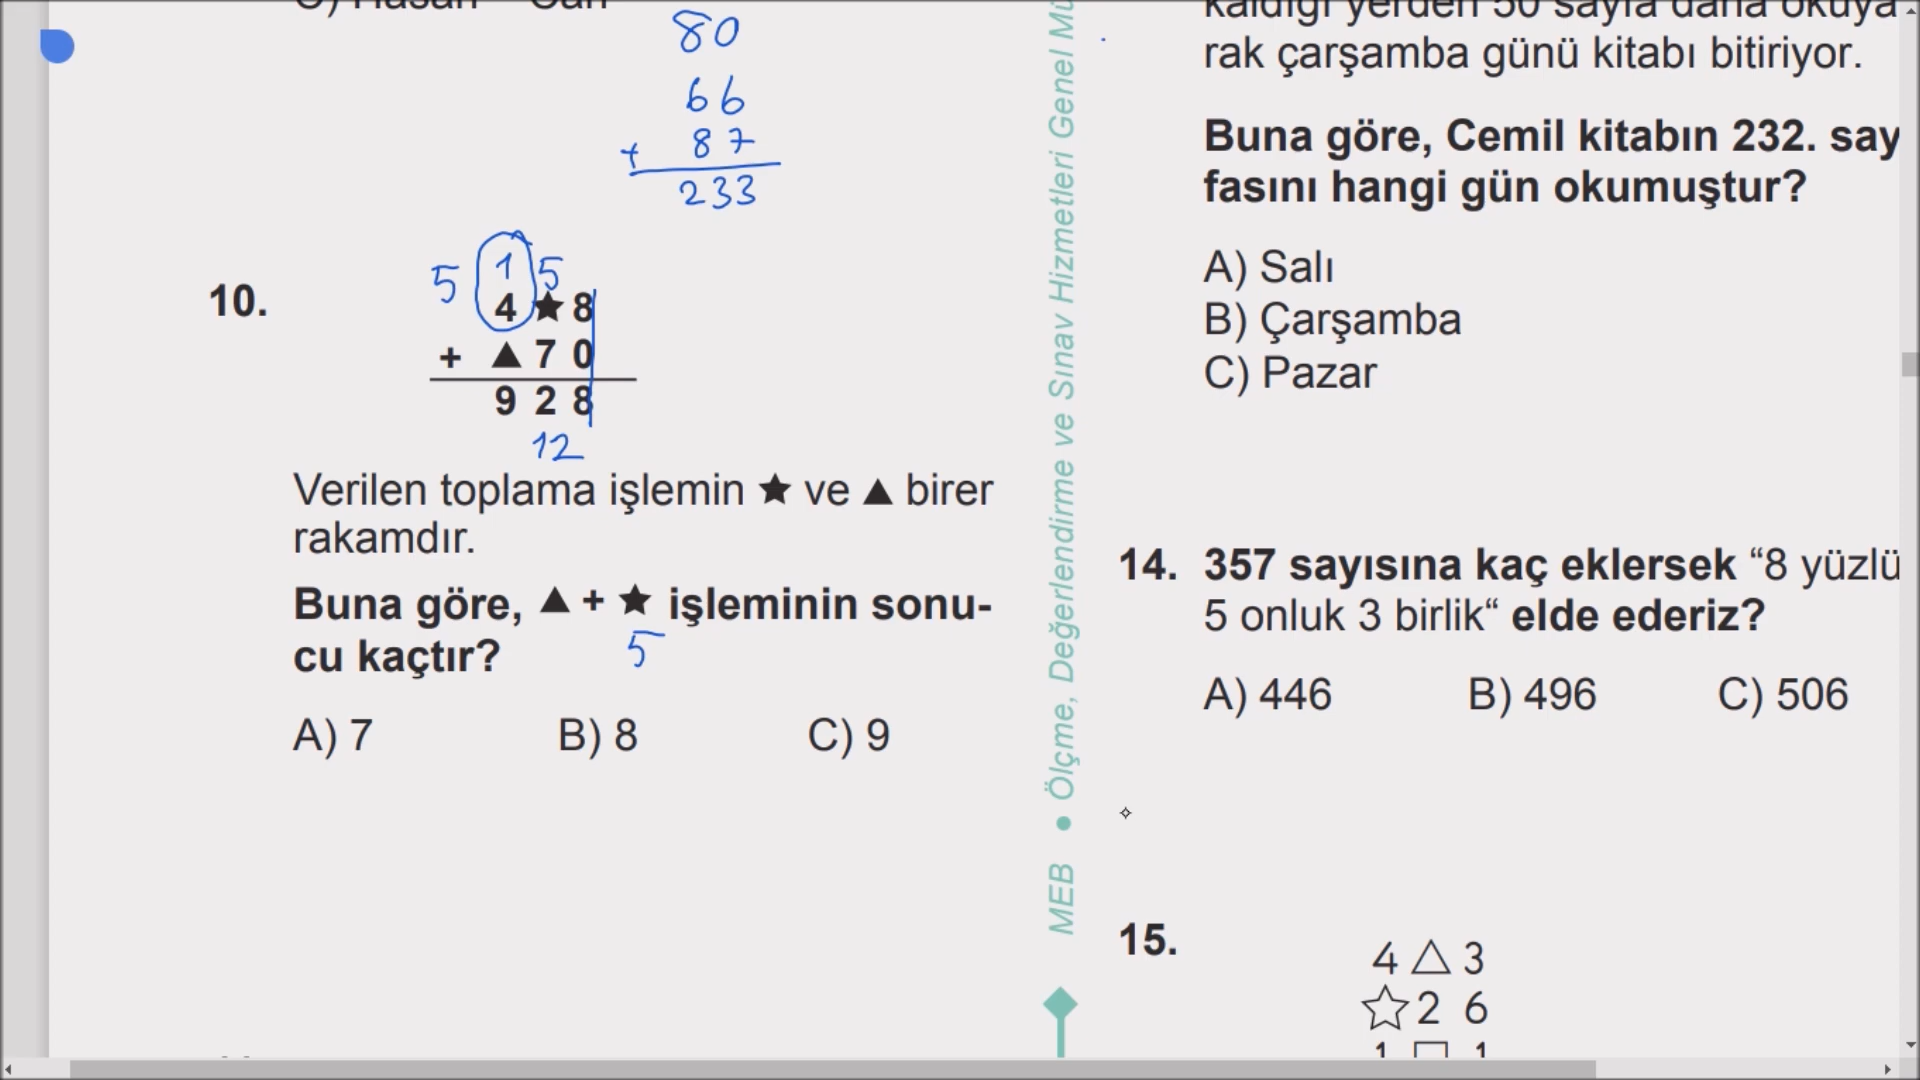 80
66
+ 87
233
10.
5 1 5
4 ★ 8
+ ▲ 7 0
9 2 8
12
Verilen toplama işlemin ★ ve ▲ birer
rakamdır.
Buna göre, ▲ + ★ işleminin sonu-
cu kaçtır?
5
A) 7 B) 8 C) 9
MEB ● Ölçme, Değerlendirme ve Sınav Hizmetleri Genel
rak çarşamba günü kitabı bitiriyor.
Buna göre, Cemil kitabın 232. say
fasını hangi gün okumuştur?
A) Salı
B) Çarşamba
C) Pazar
14. 357 sayısına kaç eklersek “8 yüzlü
5 onluk 3 birlik“ elde ederiz?
A) 446 B) 496 C) 506
15.
4 △ 3
☆ 2 6
1 □ 1